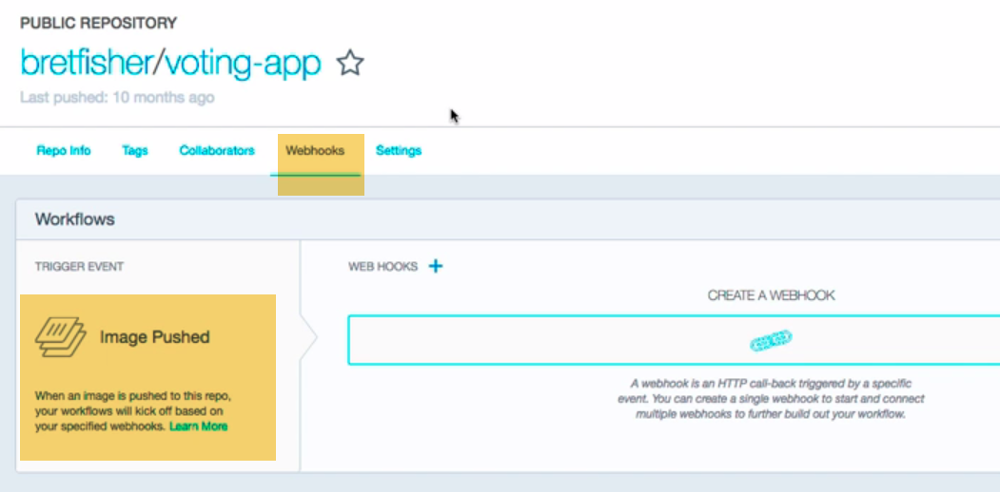 PUBLIC REPOSITORY
bretfisher/voting-app
Last pushed: 10 months ago
Repo Info Tags Collaborators Webhooks Settings
Workflows
TRIGGER EVENT
Image Pushed
When an image is pushed to this repo,
your workflows will kick off based on
your specified webhooks. Learn More
WEB HOOKS +
CREATE A WEBHOOK
A webhook is an HTTP call-back triggered by a specific
event. You can create a single webhook to start and connect
multiple webhooks to further build out your workflow.